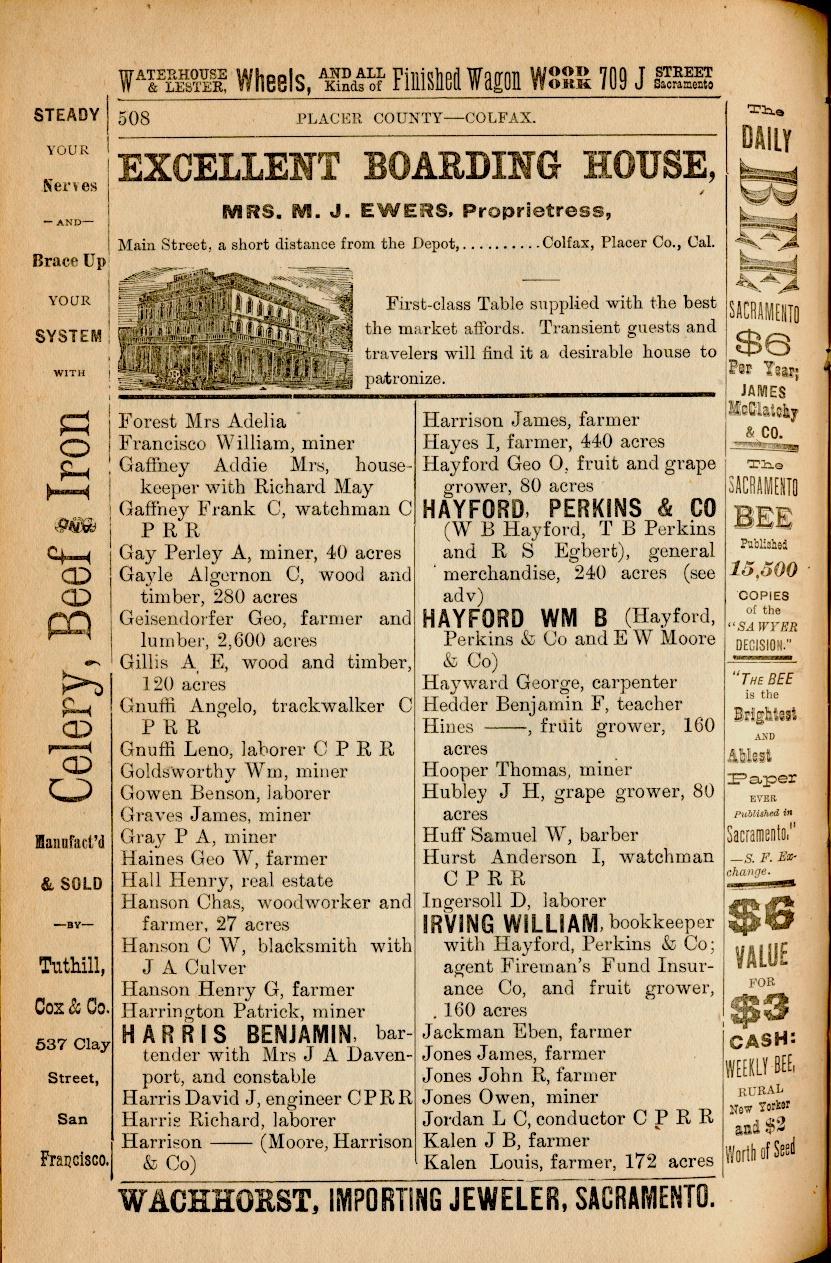 WATERHOUSE & LESTER, Wheels, AND ALL Kinds of Finished Wagon WOOD WORK 709 J STREET Sacramento
508 PLACER COUNTY—COLFAX.
EXCELLENT BOARDING HOUSE,
MRS. M. J. EWERS, Proprietress,
Main Street, a short distance from the Depot,..........Colfax, Placer Co., Cal.
First-class Table supplied with the best
the market affords. Transient guests and
travelers will find it a desirable house to
patronize.
Forest Mrs Adelia
Francisco William, miner
Gaffney Addie Mrs, house-
keeper with Richard May
Gaffney Frank C, watchman C
P R R
Gay Perley A, miner, 40 acres
Gayle Algernon C, wood and
timber, 280 acres
Geisendorfer Geo, farmer and
lumber, 2,600 acres
Gillis A E, wood and timber,
120 acres
Gnuffi Angelo, trackwalker C
P R R
Gnuffi Leno, laborer C P R R
Goldsworthy Wm, miner
Gowen Benson, laborer
Graves James, miner
Gray P A, miner
Haines Geo W, farmer
Hall Henry, real estate
Hanson Chas, woodworker and
farmer, 27 acres
Hanson C W, blacksmith with
J A Culver
Hanson Henry G, farmer
Harrington Patrick, miner
HARRIS BENJAMIN, bar-
tender with Mrs J A Daven-
port, and constable
Harris David J, engineer C P R R
Harris Richard, laborer
Harrison —— (Moore, Harrison
& Co)
Harrison James, farmer
Hayes I, farmer, 440 acres
Hayford Geo O, fruit and grape
grower, 80 acres
HAYFORD, PERKINS & CO
(W B Hayford, T B Perkins
and R S Egbert), general
merchandise, 240 acres (see
adv)
HAYFORD WM B (Hayford,
Perkins & Co and E W Moore
& Co)
Hayward George, carpenter
Hedder Benjamin F, teacher
Hines ——, fruit grower, 160
acres
Hooper Thomas, miner
Hubley J H, grape grower, 80
acres
Huff Samuel W, barber
Hurst Anderson I, watchman
C P R R
Ingersoll D, laborer
IRVING WILLIAM, bookkeeper
with Hayford, Perkins & Co;
agent Fireman's Fund Insur-
ance Co, and fruit grower,
160 acres
Jackman Eben, farmer
Jones James, farmer
Jones John R, farmer
Jones Owen, miner
Jordan L C, conductor C P R R
Kalen J B, farmer
Kalen Louis, farmer, 172 acres
STEADY
YOUR
Nerves
—AND—
Brace Up
YOUR
SYSTEM
WITH
Celery, Beef AND Iron
Manufact'd
& SOLD
—BY—
Tuthill,
Cox & Co.
537 Clay
Street,
San
Francisco.
The
DAILY
BEE
SACRAMENTO
$6
Per Year;
JAMES
McClatchy
& CO.
The
SACRAMENTO
BEE
Published
15,500
COPIES
of the
"SAWYER
DECISION."
"THE BEE
is the
Brightest
AND
Ablest
Paper
EVER
Published in
Sacramento."
—S. F. Ex-
change.
$6
VALUE
FOR
$3
CASH:
WEEKLY BEE,
RURAL
New Yorker
and $2
Worth of Seed
WACHHORST, IMPORTING JEWELER, SACRAMENTO.